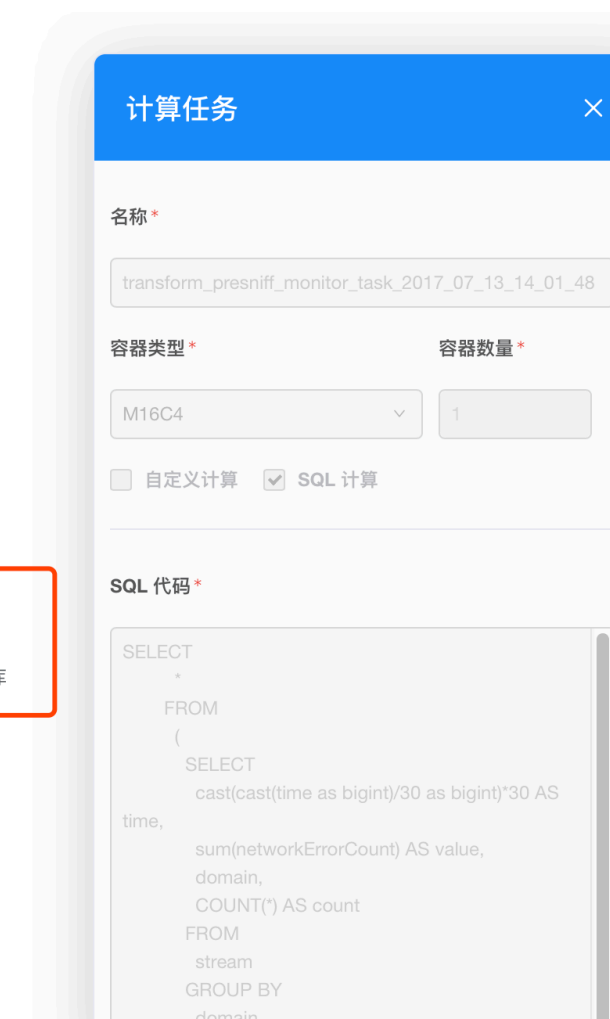 计算任务
名称*
transform_presniff_monitor_task_2017_07_13_14_01_48
容器类型* 容器数量*
M16C4 1
自定义计算 SQL 计算
SQL 代码*
SELECT
*
FROM
(
SELECT
cast(cast(time as bigint)/30 as bigint)*30 AS
time,
sum(networkErrorCount) AS value,
domain,
COUNT(*) AS count
FROM
stream
GROUP BY
domain